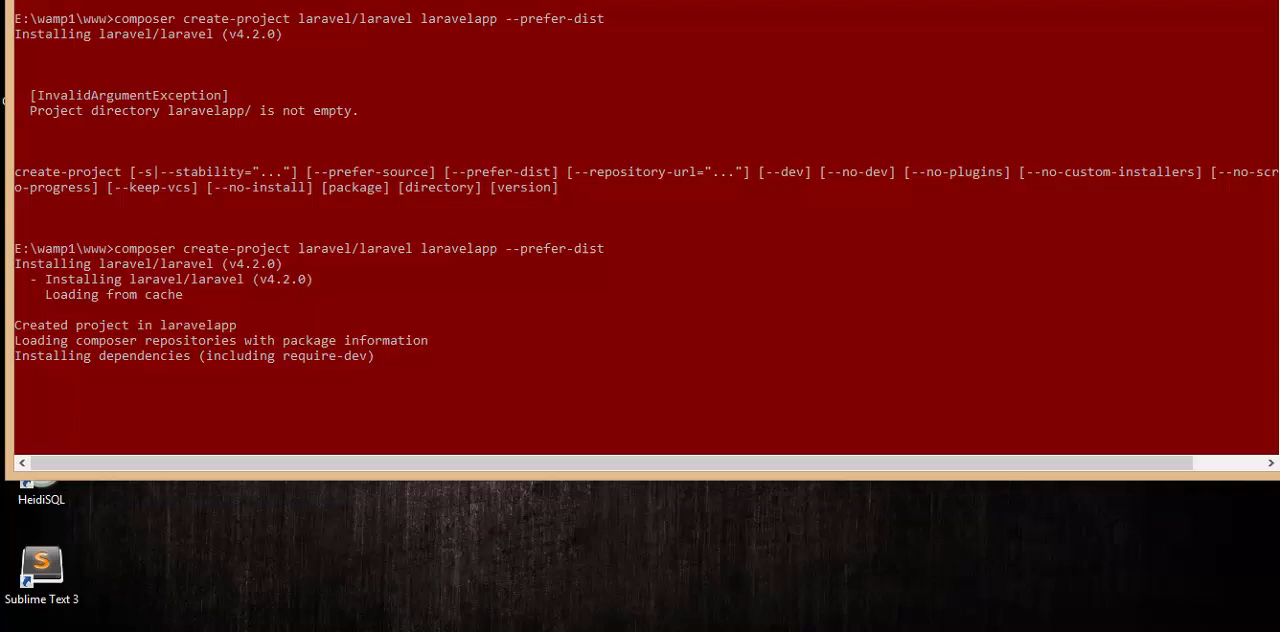 E:\wamp1\www>composer create-project laravel/laravel laravelapp --prefer-dist
Installing laravel/laravel (v4.2.0)
[InvalidArgumentException]
Project directory laravelapp/ is not empty.
create-project [-s|--stability="..."] [--prefer-source] [--prefer-dist] [--repository-url="..."] [--dev] [--no-dev] [--no-plugins] [--no-custom-installers] [--no-scr
o-progress] [--keep-vcs] [--no-install] [package] [directory] [version]
E:\wamp1\www>composer create-project laravel/laravel laravelapp --prefer-dist
Installing laravel/laravel (v4.2.0)
- Installing laravel/laravel (v4.2.0)
Loading from cache
Created project in laravelapp
Loading composer repositories with package information
Installing dependencies (including require-dev)
HeidiSQL
S
Sublime Text 3